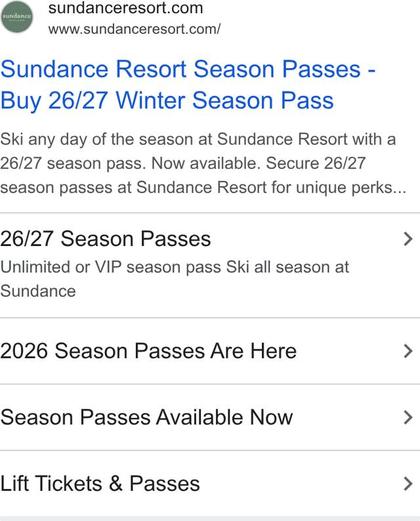 sundance
sundanceresort.com
www.sundanceresort.com/
Sundance Resort Season Passes -
Buy 26/27 Winter Season Pass
Ski any day of the season at Sundance Resort with a
26/27 season pass. Now available. Secure 26/27
season passes at Sundance Resort for unique perks...
26/27 Season Passes
Unlimited or VIP season pass Ski all season at
Sundance
2026 Season Passes Are Here
Season Passes Available Now
Lift Tickets & Passes